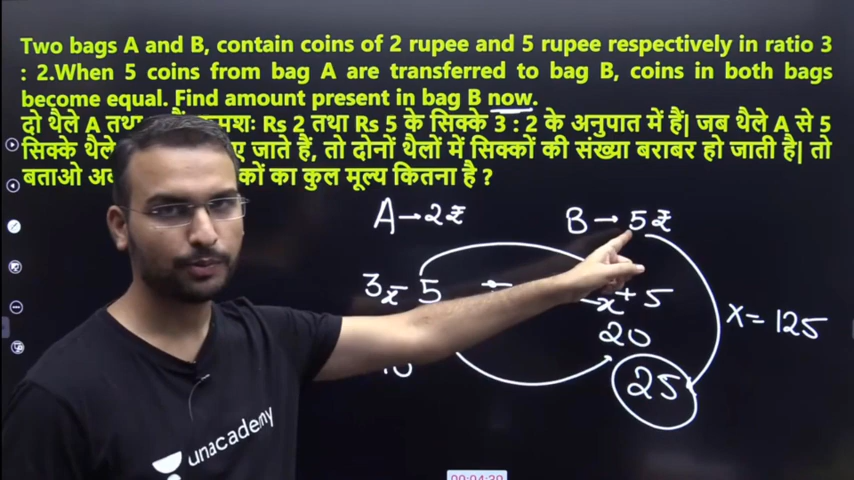 Two bags A and B, contain coins of 2 rupee and 5 rupee respectively in ratio 3
: 2.When 5 coins from bag A are transferred to bag B, coins in both bags
become equal. Find amount present in bag B now.
दो थैले A तथा Rs 2 तथा Rs 5 के सिक्के 3 : 2 के अनुपात में हैं| जब थैले A से 5
सिक्के थैले जाते हैं, तो दोनों थैलों में सिक्कों की संख्या बराबर हो जाती है| तो
बताओ का कुल मूल्य कितना है ?
A→2₹ B→5₹
3x-5 x+5
20 x=125
25
unacademy